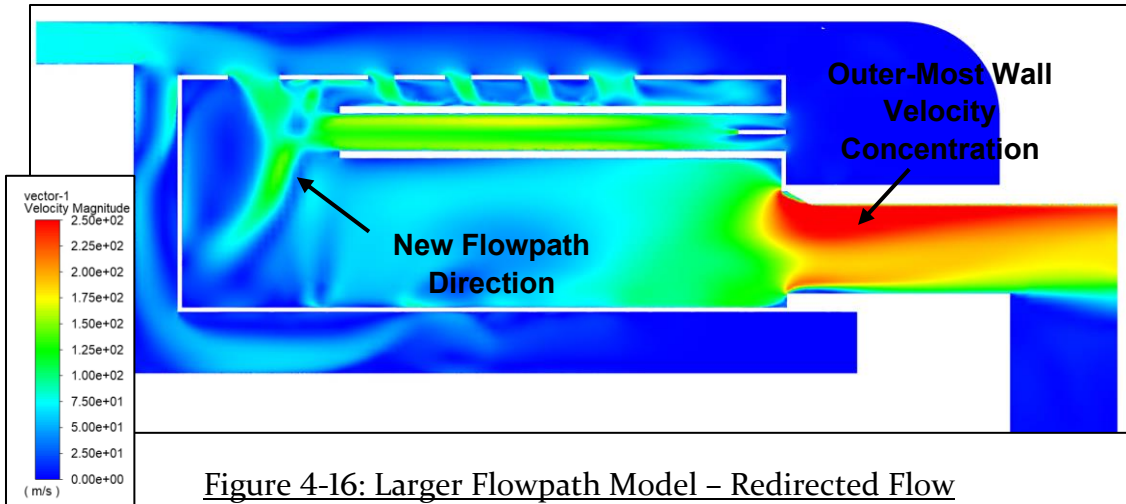 Outer-Most Wall
Velocity
Concentration
New Flowpath
Direction
vector-1
Velocity Magnitude
2.50e+02
2.25e+02
2.00e+02
1.75e+02
1.50e+02
1.25e+02
1.00e+02
7.50e+01
5.00e+01
2.50e+01
0.00e+00
( m/s )
Figure 4-16: Larger Flowpath Model – Redirected Flow